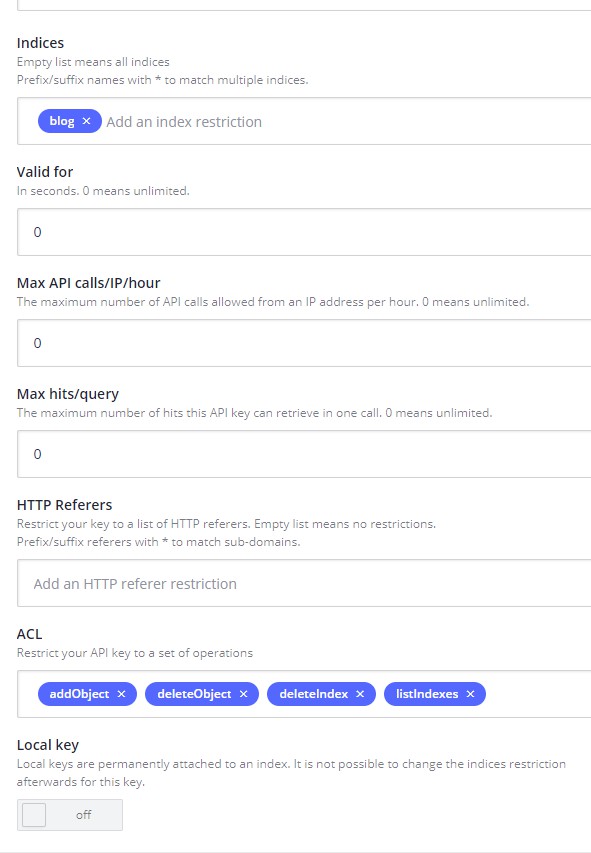 Indices
Empty list means all indices
Prefix/suffix names with * to match multiple indices.
blog × Add an index restriction
Valid for
In seconds. 0 means unlimited.
0
Max API calls/IP/hour
The maximum number of API calls allowed from an IP address per hour. 0 means unlimited.
0
Max hits/query
The maximum number of hits this API key can retrieve in one call. 0 means unlimited.
0
HTTP Referers
Restrict your key to a list of HTTP referers. Empty list means no restrictions.
Prefix/suffix referers with * to match sub-domains.
Add an HTTP referer restriction
ACL
Restrict your API key to a set of operations
addObject × deleteObject × deleteIndex × listIndexes ×
Local key
Local keys are permanently attached to an index. It is not possible to change the indices restriction
afterwards for this key.
off